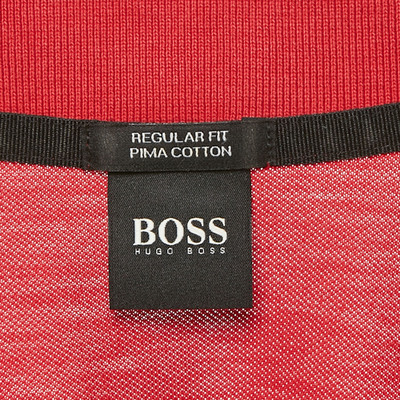 REGULAR FIT
PIMA COTTON
BOSS
HUGO BOSS